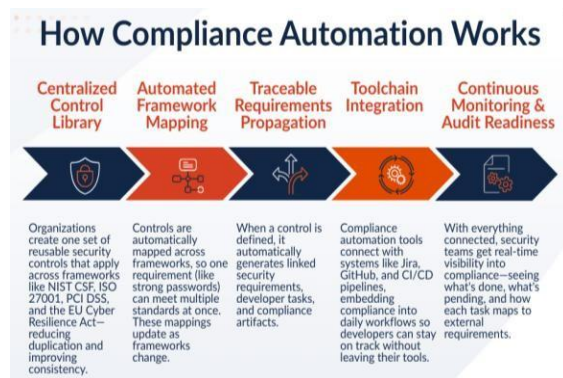 How Compliance Automation Works
Centralized
Control
Library
Automated
Framework
Mapping
Traceable
Requirements
Propagation
Toolchain
Integration
Continuous
Monitoring &
Audit Readiness
Organizations
create one set of
reusable security
controls that apply
across frameworks
like NIST CSF, ISO
27001, PCI DSS,
and the EU Cyber
Resilience Act—
reducing
duplication and
improving
consistency.
Controls are
automatically
mapped across
frameworks, so one
requirement (like
strong passwords)
can meet multiple
standards at once.
These mappings
update as
frameworks
change.
When a control is
defined, it
automatically
generates linked
security
requirements,
developer tasks,
and compliance
artifacts.
Compliance
automation tools
connect with
systems like Jira,
GitHub, and CI/CD
pipelines,
embedding
compliance into
daily workflows so
developers can stay
on track without
leaving their tools.
With everything
connected, security
teams get real-time
visibility into
compliance—seeing
what's done, what's
pending, and how
each task maps to
external
requirements.